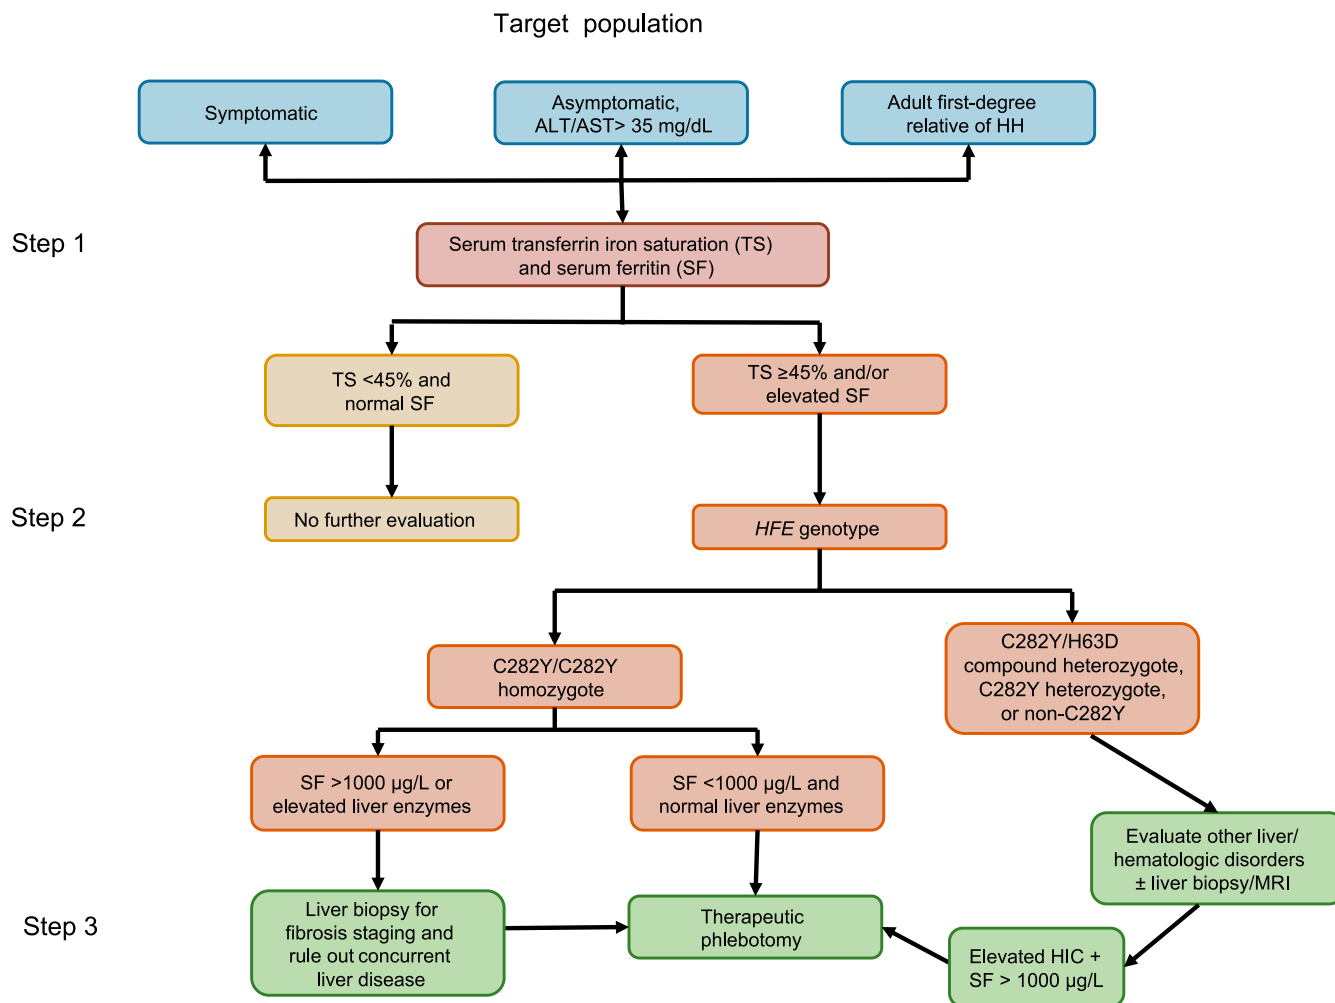 Target population
Symptomatic
Asymptomatic,
ALT/AST> 35 mg/dL
Adult first-degree
relative of HH
Step 1
Serum transferrin iron saturation (TS)
and serum ferritin (SF)
TS <45% and
normal SF
TS ≥45% and/or
elevated SF
Step 2
No further evaluation
HFE genotype
C282Y/C282Y
homozygote
C282Y/H63D
compound heterozygote,
C282Y heterozygote,
or non-C282Y
SF >1000 µg/L or
elevated liver enzymes
SF <1000 µg/L and
normal liver enzymes
Evaluate other liver/
hematologic disorders
± liver biopsy/MRI
Step 3
Liver biopsy for
fibrosis staging and
rule out concurrent
liver disease
Therapeutic
phlebotomy
Elevated HIC +
SF > 1000 µg/L